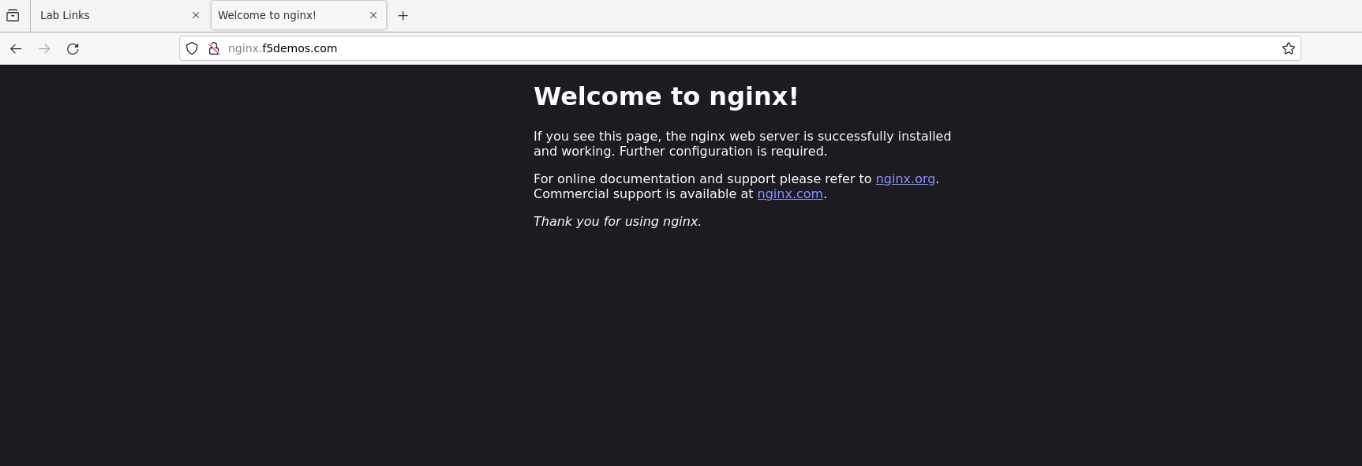 Lab Links
Welcome to nginx!
nginx.f5demos.com
Welcome to nginx!
If you see this page, the nginx web server is successfully installed
and working. Further configuration is required.
For online documentation and support please refer to nginx.org.
Commercial support is available at nginx.com.
Thank you for using nginx.